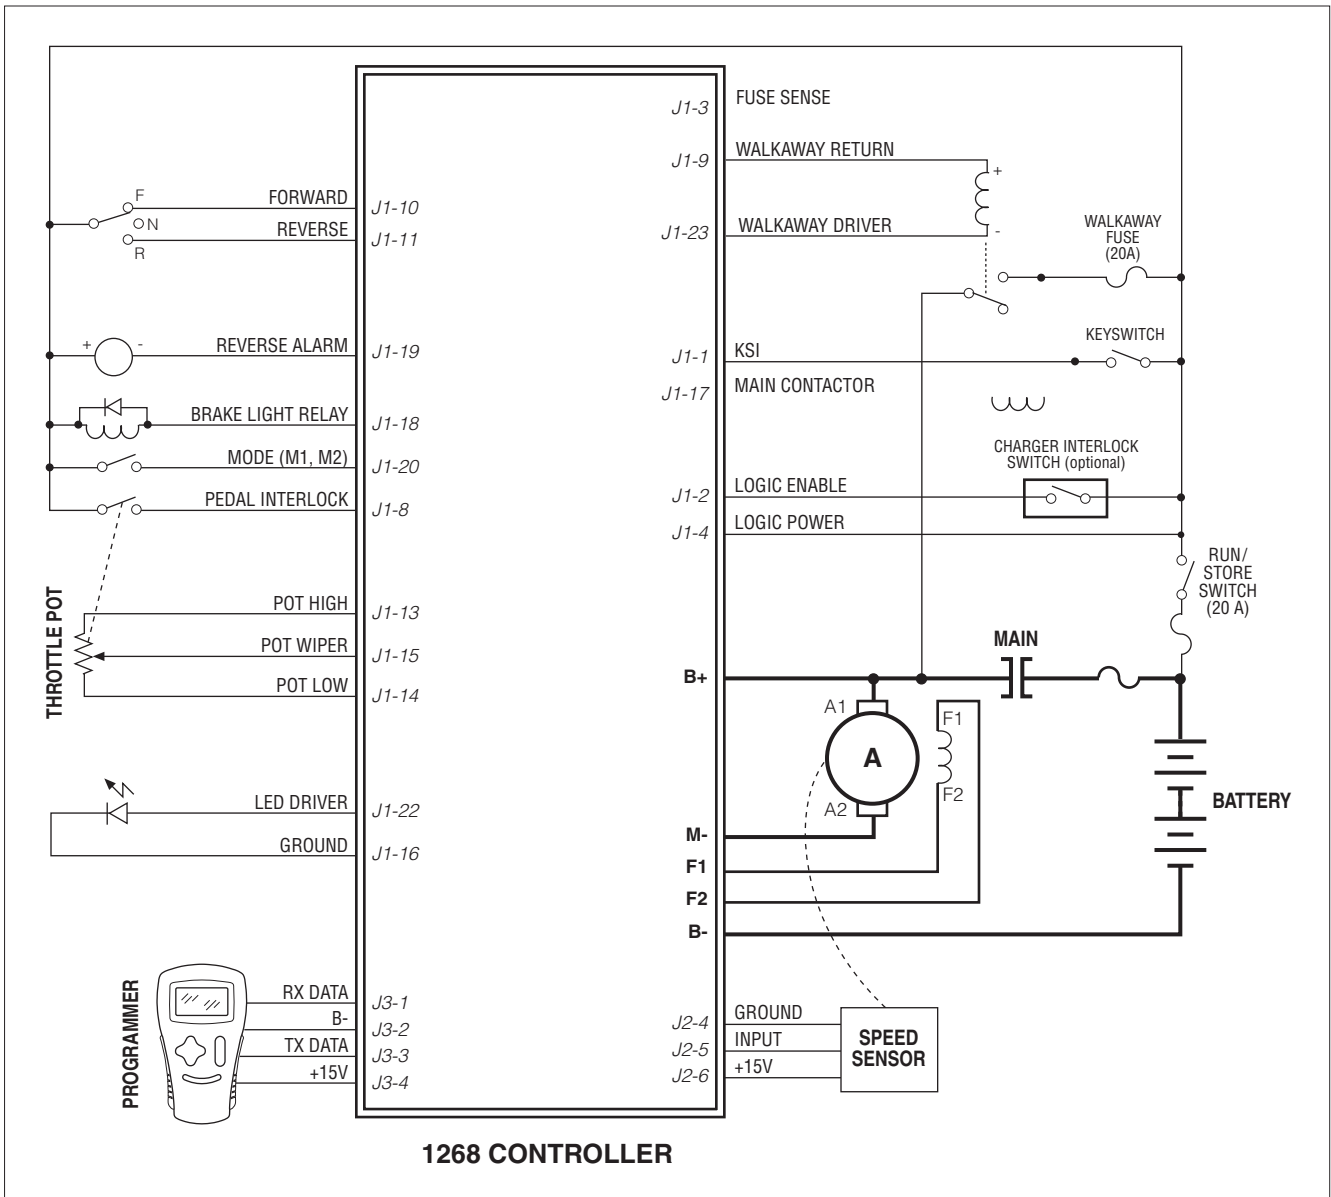 J1-3 FUSE SENSE
J1-9 WALKAWAY RETURN
+
FORWARD J1-10
F
N
R
REVERSE J1-11
J1-23 WALKAWAY DRIVER
-
WALKAWAY
FUSE
(20A)
+ -
REVERSE ALARM J1-19
J1-1 KSI
KEYSWITCH
J1-17 MAIN CONTACTOR
BRAKE LIGHT RELAY J1-18
MODE (M1, M2) J1-20
CHARGER INTERLOCK
SWITCH (optional)
PEDAL INTERLOCK J1-8
J1-2 LOGIC ENABLE
J1-4 LOGIC POWER
RUN/
STORE
SWITCH
(20 A)
THROTTLE POT
POT HIGH J1-13
POT WIPER J1-15
POT LOW J1-14
MAIN
B+
A1
A
A2
F1
F2
BATTERY
LED DRIVER J1-22
GROUND J1-16
M-
F1
F2
B-
PROGRAMMER
RX DATA J3-1
B- J3-2
TX DATA J3-3
+15V J3-4
J2-4 GROUND
J2-5 INPUT
J2-6 +15V
SPEED
SENSOR
1268 CONTROLLER